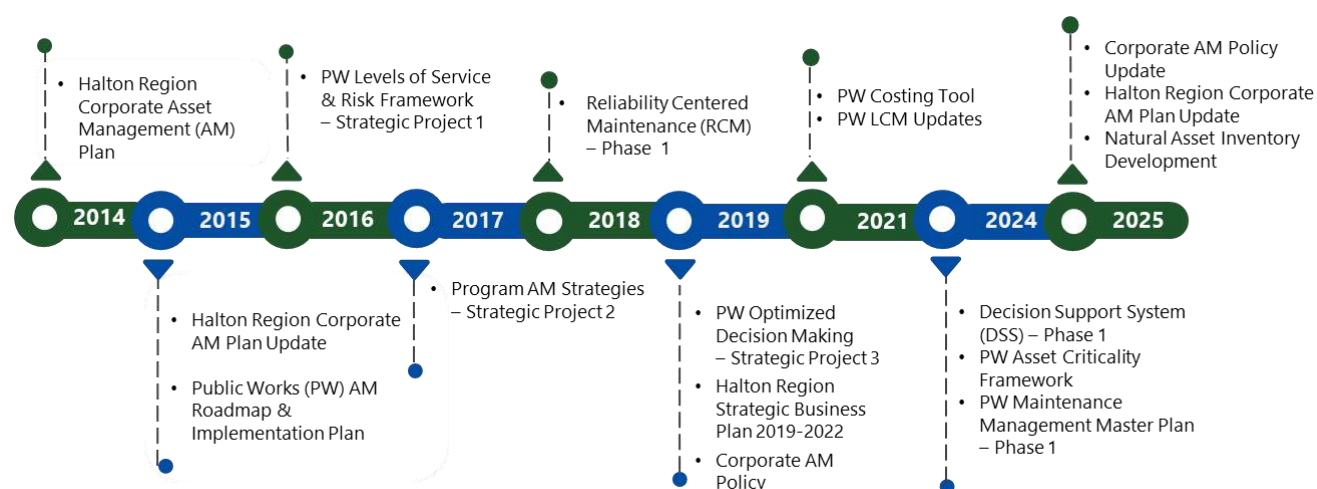 • Halton Region
Corporate Asset
Management (AM)
Plan
• PW Levels of Service
& Risk Framework
– Strategic Project 1
• Reliability Centered
Maintenance (RCM)
– Phase 1
• PW Costing Tool
• PW LCM Updates
• Corporate AM Policy
Update
• Halton Region Corporate
AM Plan Update
• Natural Asset Inventory
Development
2014
2015
2016
2017
2018
2019
2021
2024
2025
• Halton Region Corporate
AM Plan Update
• Public Works (PW) AM
Roadmap &
Implementation Plan
• Program AM Strategies
– Strategic Project 2
• PW Optimized
Decision Making
– Strategic Project 3
• Halton Region
Strategic Business
Plan 2019-2022
• Corporate AM
Policy
• Decision Support System
(DSS) – Phase 1
• PW Asset Criticality
Framework
• PW Maintenance
Management Master Plan
– Phase 1